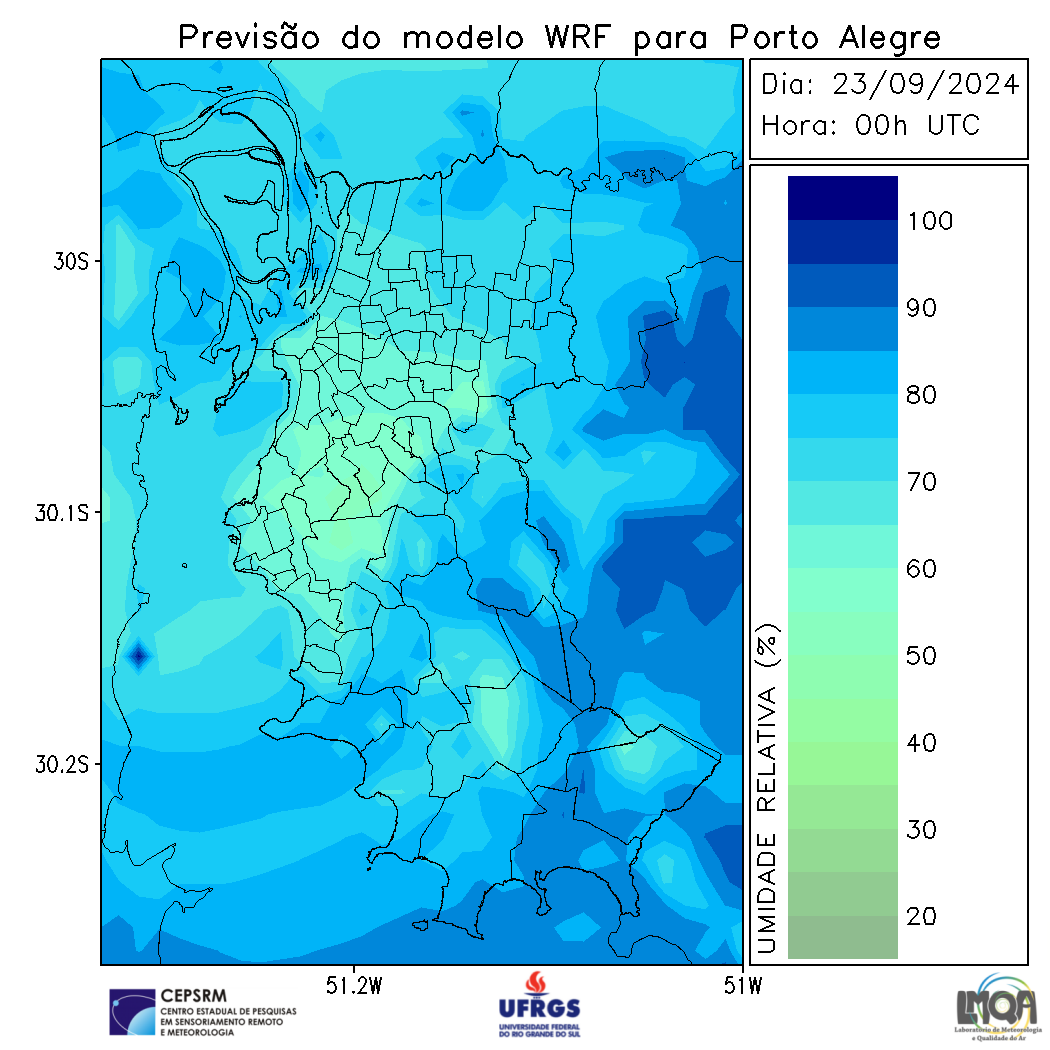 Previsão do modelo WRF para Porto Alegre
Dia: 23/09/2024
Hora: 00h UTC
100
90
80
70
60
50
40
30
20
UMIDADE RELATIVA (%)
30S
30.1S
30.2S
51.2W
51W
CEPSRM
CENTRO ESTADUAL DE PESQUISAS
EM SENSORIAMENTO REMOTO
E METEOROLOGIA
UFRGS
UNIVERSIDADE FEDERAL
DO RIO GRANDE DO SUL
LMQA
Laboratório de Meteorologia
e Qualidade do Ar